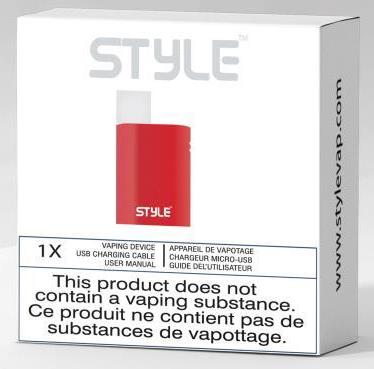 STYLE™
STYLE
1X
VAPING DEVICE
USB CHARGING CABLE
USER MANUAL
APPAREIL DE VAPOTAGE
CHARGEUR MICRO-USB
GUIDE DEL'UTILISATEUR
This product does not
contain a vaping substance.
Ce produit ne contient pas de
substances de vapottage.
www.stylevap.com